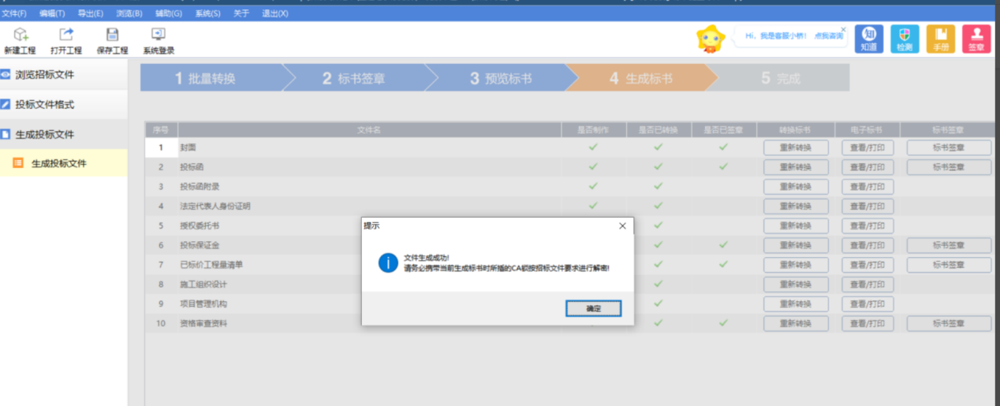 文件(F) 编辑(T) 导出(E) 浏览(B) 辅助(G) 系统(S) 关于 退出(X)
新建工程 打开工程 保存工程 系统登录
Hi，我是客服小桥！ 点我咨询
知 知道 检测 手册 签章
浏览招标文件
投标文件格式
生成投标文件
生成投标文件
1 批量转换 2 标书签章 3 预览标书 4 生成标书 5 完成
序号 文件名 是否制作 是否已转换 是否已签章 转换标书 电子标书 标书签章
1 封面 重新转换 查看/打印 标书签章
2 投标函 重新转换 查看/打印 标书签章
3 投标函附录 重新转换 查看/打印
4 法定代表人身份证明 重新转换 查看/打印
5 授权委托书 重新转换 查看/打印
6 投标保证金 重新转换 查看/打印 标书签章
7 已标价工程量清单 重新转换 查看/打印 标书签章
8 施工组织设计 重新转换 查看/打印
9 项目管理机构 重新转换 查看/打印
10 资格审查资料 重新转换 查看/打印 标书签章
提示
文件生成成功!
请务必携带当前生成标书时所插的CA锁按招标文件要求进行解密!
确定